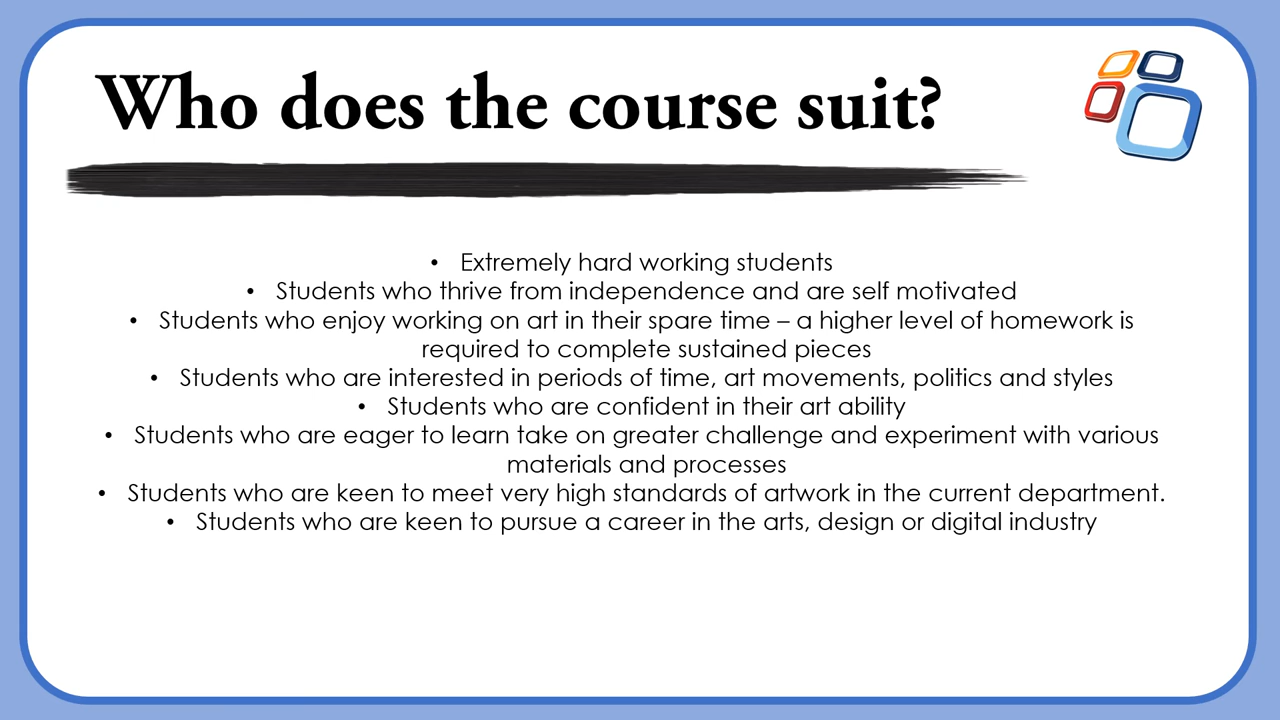 Who does the course suit?
• Extremely hard working students
• Students who thrive from independence and are self motivated
• Students who enjoy working on art in their spare time – a higher level of homework is
required to complete sustained pieces
• Students who are interested in periods of time, art movements, politics and styles
• Students who are confident in their art ability
• Students who are eager to learn take on greater challenge and experiment with various
materials and processes
• Students who are keen to meet very high standards of artwork in the current department.
• Students who are keen to pursue a career in the arts, design or digital industry